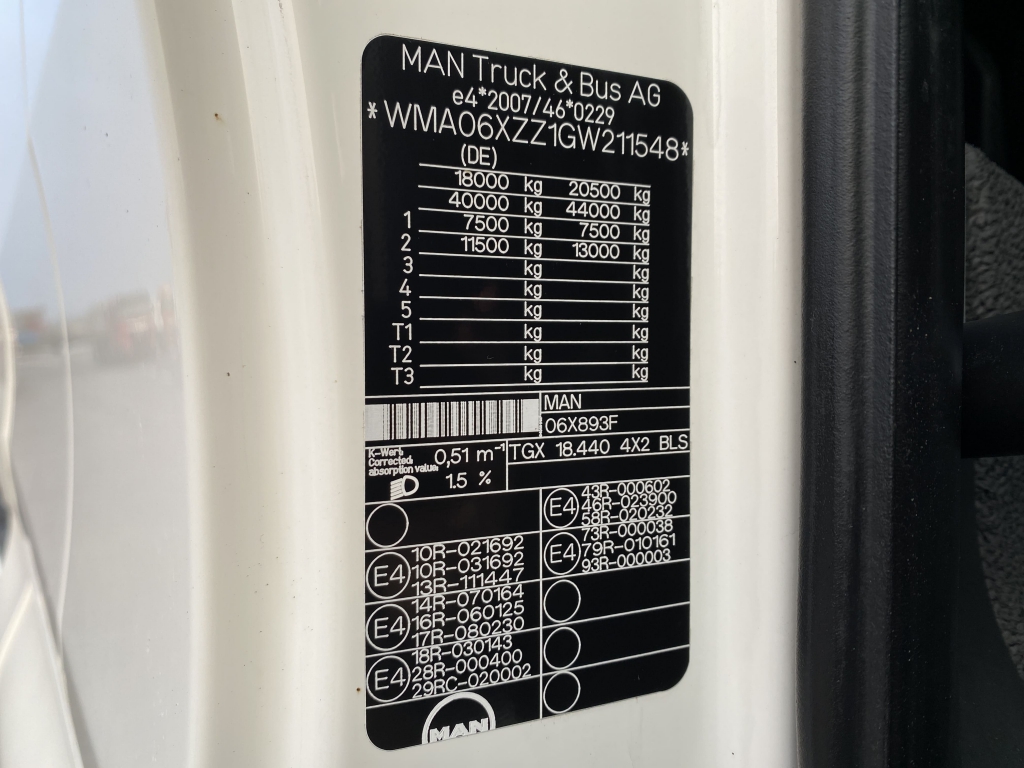 MAN Truck & Bus AG
e4*2007/46*0229
*WMA06XZZ1GW211548*
(DE)
18000 kg 20500 kg
40000 kg 44000 kg
1 7500 kg 7500 kg
2 11500 kg 13000 kg
3 kg kg
4 kg kg
5 kg kg
T1 kg kg
T2 kg kg
T3 kg kg
MAN
06X893F
K-Wert
Corrected
absorption value:
0,51 m⁻¹
TGX 18.440 4X2 BLS
1.5 %
E4
43R-000602
46R-023900
58R-020232
E4
73R-000038
79R-010161
93R-000003
E4
10R-021692
10R-031692
13R-111447
E4
14R-070164
16R-060125
17R-080230
E4
18R-030143
28R-000400
29RC-020002
MAN